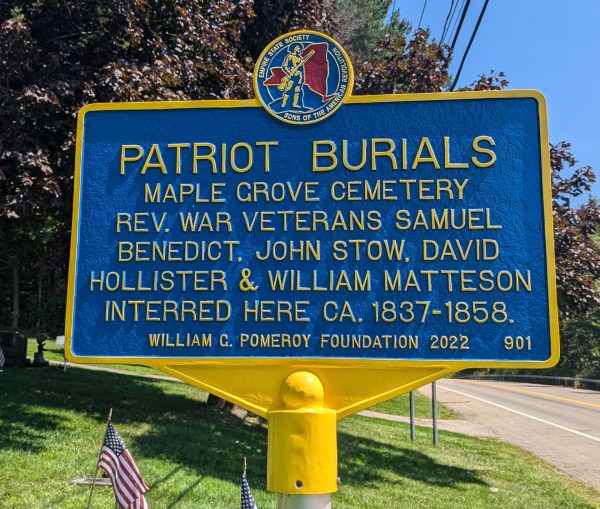 EMPIRE STATE SOCIETY
SONS OF THE AMERICAN REVOLUTION
PATRIOT BURIALS
MAPLE GROVE CEMETERY
REV. WAR VETERANS SAMUEL
BENEDICT, JOHN STOW, DAVID
HOLLISTER & WILLIAM MATTESON
INTERRED HERE CA. 1837-1858.
WILLIAM G. POMEROY FOUNDATION 2022 901